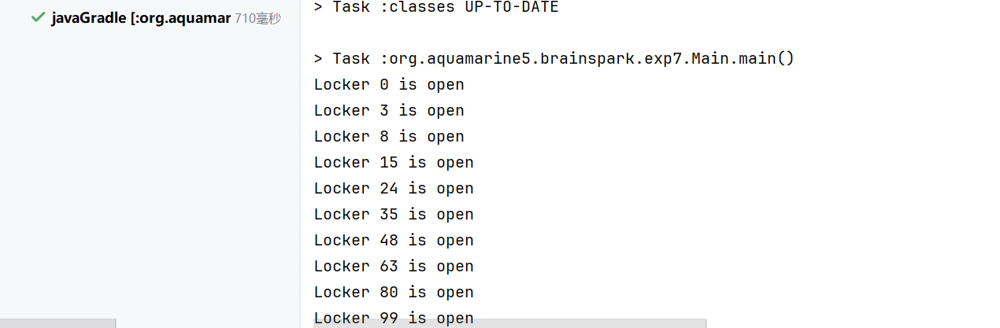 javaGradle [:org.aquamar 710毫秒
> Task :classes UP-TO-DATE
> Task :org.aquamarine5.brainspark.exp7.Main.main()
Locker 0 is open
Locker 3 is open
Locker 8 is open
Locker 15 is open
Locker 24 is open
Locker 35 is open
Locker 48 is open
Locker 63 is open
Locker 80 is open
Locker 99 is open